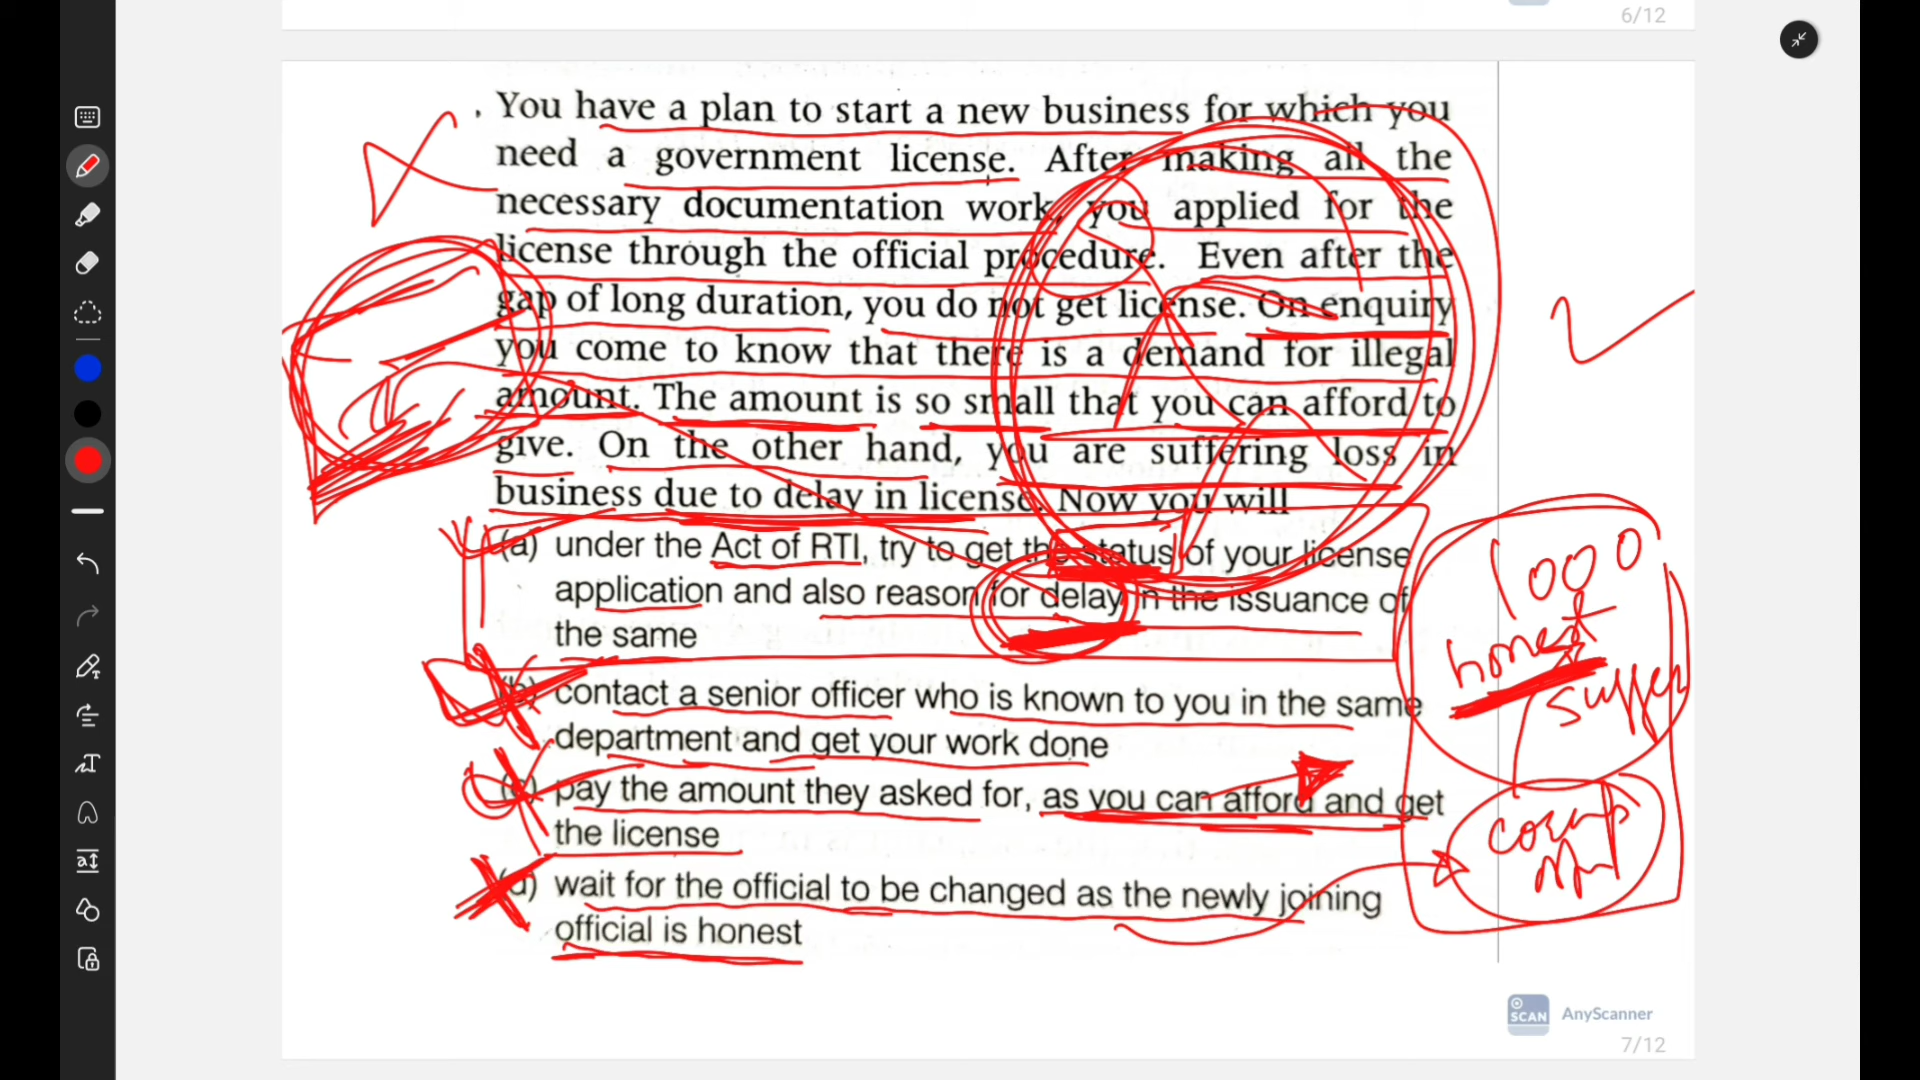 6/12
. You have a plan to start a new business for which you
need a government license. After making all the
necessary documentation work, you applied for the
license through the official procedure. Even after the
gap of long duration, you do not get license. On enquiry
you come to know that there is a demand for illegal
amount. The amount is so small that you can afford to
give. On the other hand, you are suffering loss in
business due to delay in license. Now you will
(a) under the Act of RTI, try to get the status of your license
application and also reason for delay in the issuance of
the same
(b) contact a senior officer who is known to you in the same
department and get your work done
(c) pay the amount they asked for, as you can afford and get
the license
(d) wait for the official to be changed as the newly joining
official is honest
1000
honest
suffer
SCAN AnyScanner
7/12